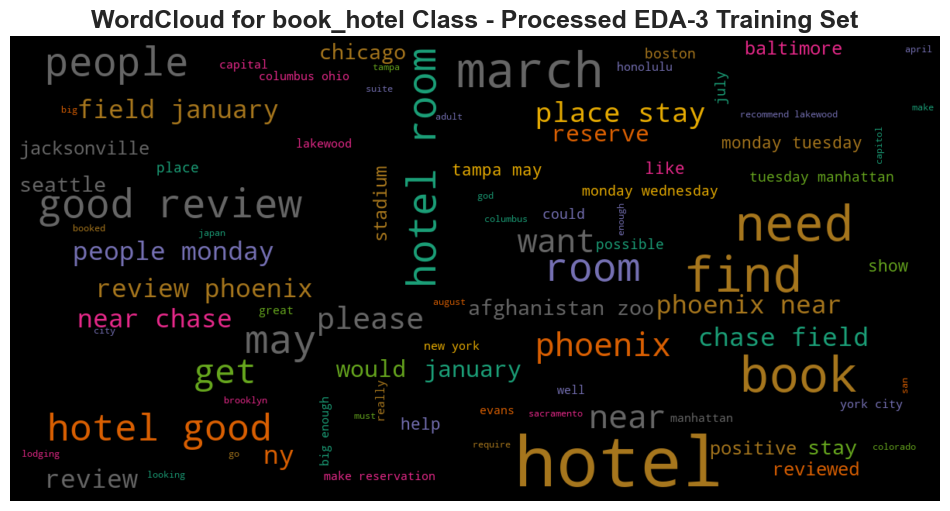 WordCloud for book_hotel Class - Processed EDA-3 Training Set
people
capital
columbus ohio
chicago
tampa
suite
hotel room
march
boston
honolulu
july
baltimore
april
big
field january
adult
place stay
reserve
recommend lakewood
make
jacksonville
lakewood
monday tuesday
capitol
place
seattle
stadium
tampa may
like
tuesday manhattan
good review
god
monday wednesday
booked
japan
columbus
could
enough
need
people monday
want
possible
room
find
show
review phoenix
great
august
afghanistan zoo
phoenix near
near chase
city
please
may
new york
phoenix
chase field
get
would january
well
book
san
brooklyn
big enough
must
really
help
evans
sacramento
near
manhattan
york city
hotel good
ny
go
lodging
looking
review
make reservation
require
hotel
positive
stay
reviewed
colorado